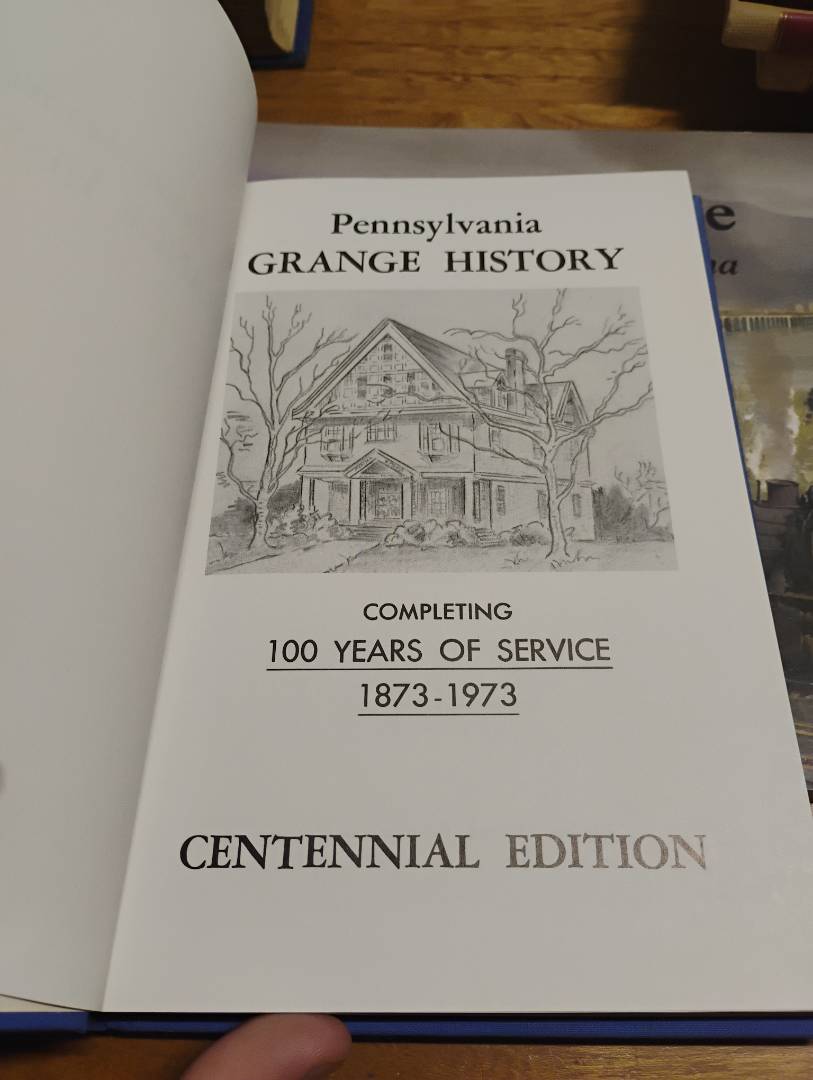 Pennsylvania
GRANGE HISTORY
COMPLETING
100 YEARS OF SERVICE
1873-1973
CENTENNIAL EDITION